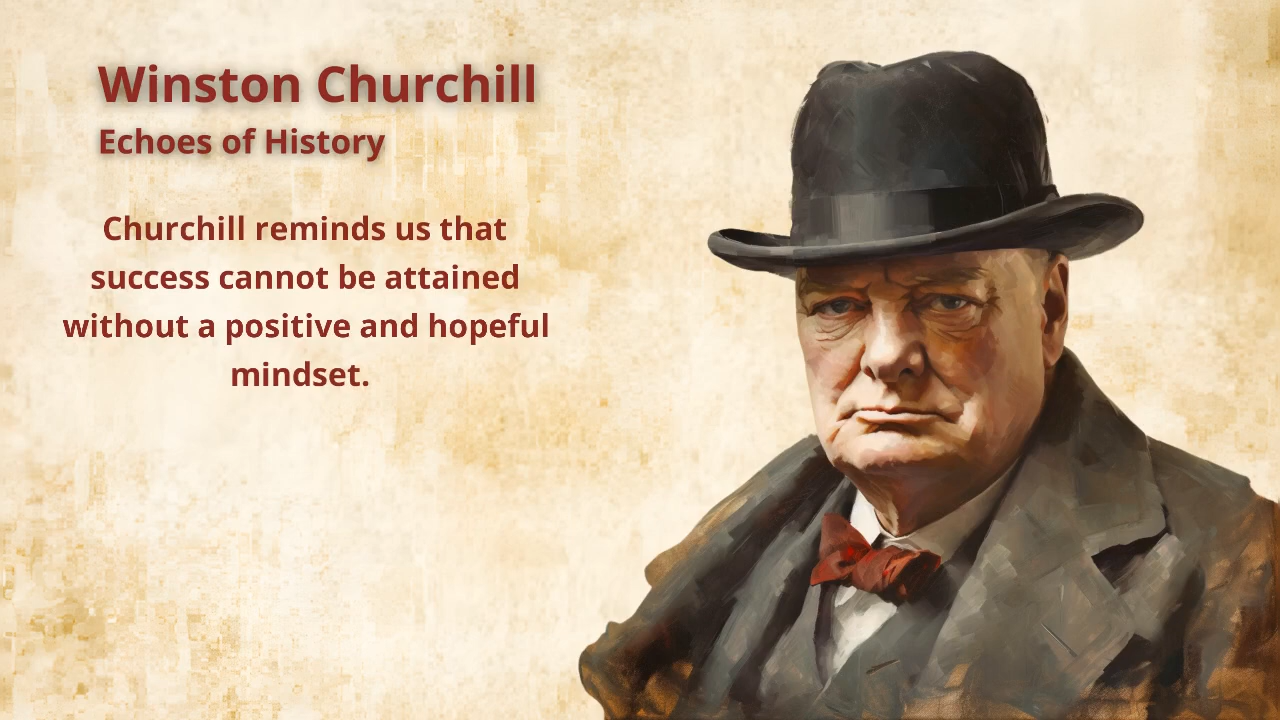 Winston Churchill
Echoes of History
Churchill reminds us that
success cannot be attained
without a positive and hopeful
mindset.